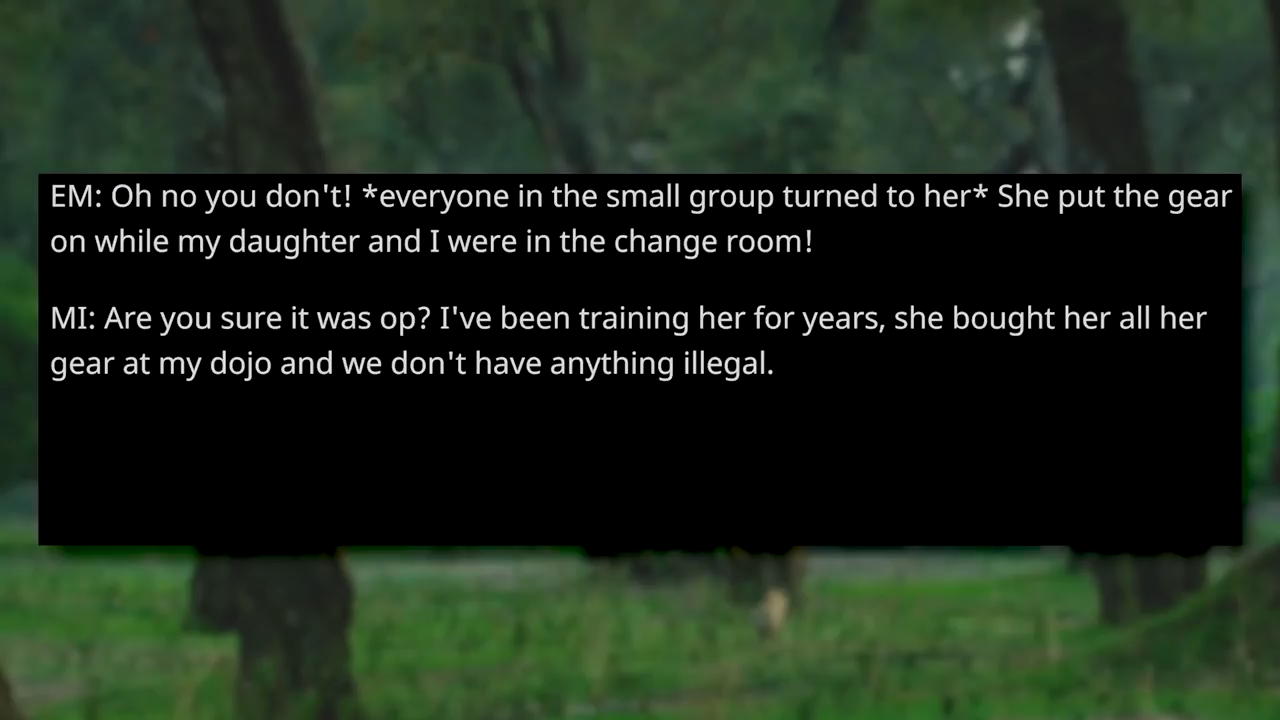 EM: Oh no you don't! *everyone in the small group turned to her* She put the gear
on while my daughter and I were in the change room!
MI: Are you sure it was op? I've been training her for years, she bought her all her
gear at my dojo and we don't have anything illegal.